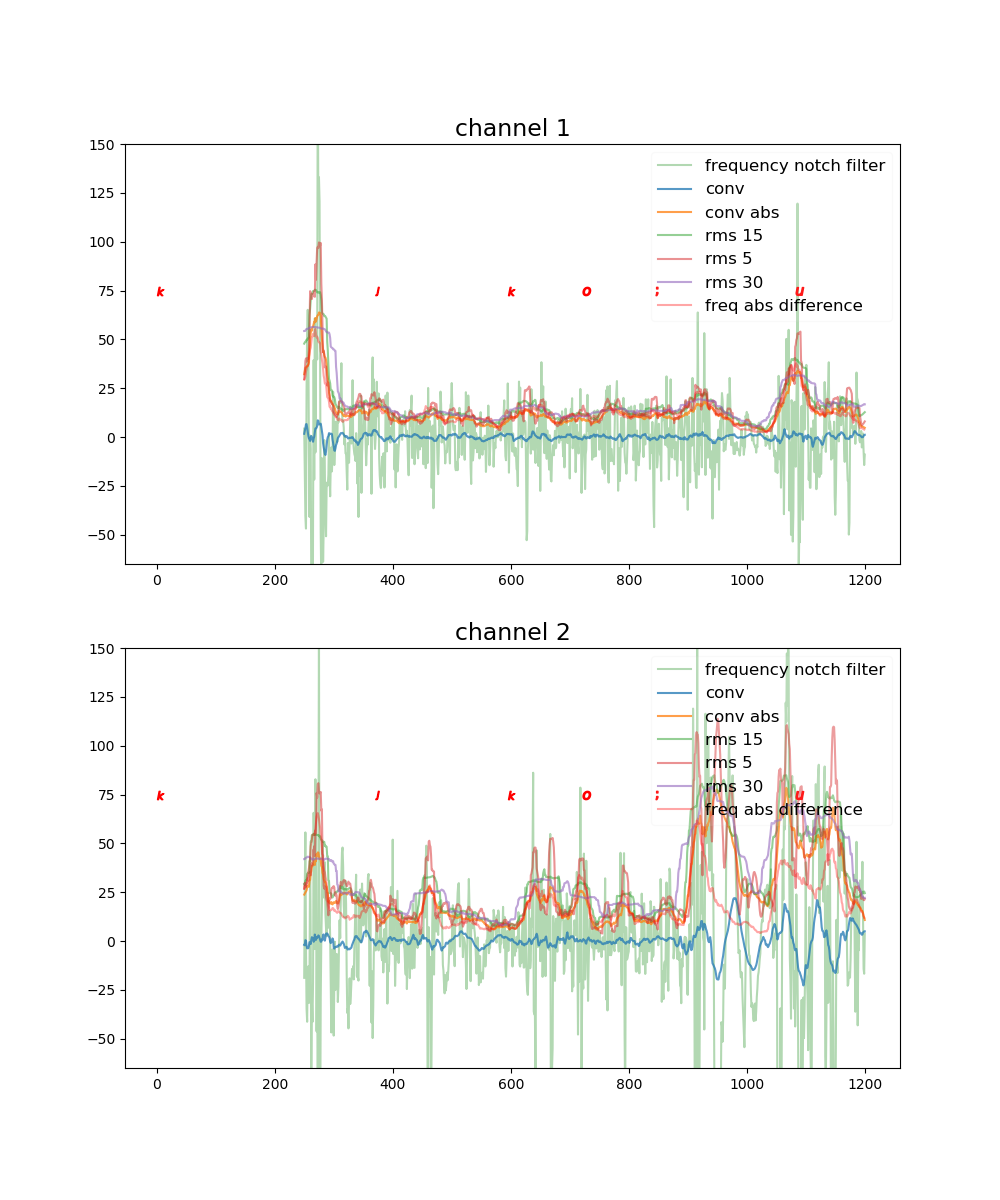 channel 1
150
125
100
75
50
25
0
−25
−50
frequency notch filter
conv
conv abs
rms 15
rms 5
rms 30
freq abs difference
k j k o ; u
0 200 400 600 800 1000 1200
channel 2
150
125
100
75
50
25
0
−25
−50
frequency notch filter
conv
conv abs
rms 15
rms 5
rms 30
freq abs difference
k j k o ; u
0 200 400 600 800 1000 1200